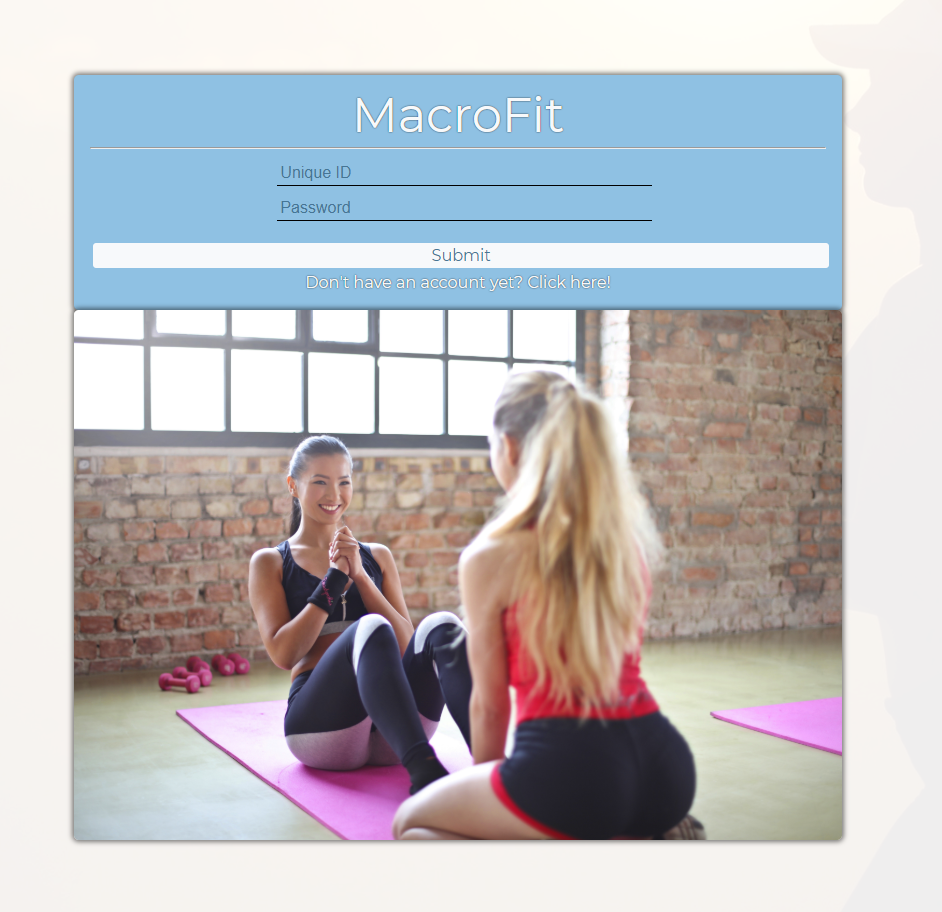 MacroFit
Unique ID
Password
Submit
Don't have an account yet? Click here!